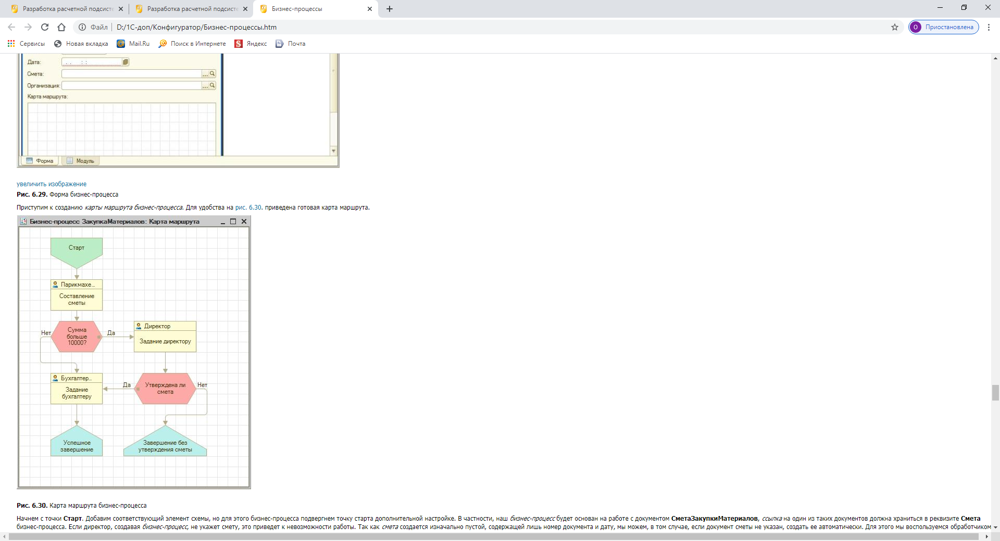 Разработка расчетной подсисте
Разработка расчетной подсисте
Бизнес-процессы
Файл
D:/1С-доп/Конфигуратор/Бизнес-процессы.htm
О
Приостановлена
Сервисы
Новая вкладка
Mail.Ru
Поиск в Интернете
Яндекс
Почта
Дата:
Смета:
Организация:
Карта маршрута:
Форма
Модуль
увеличить изображение
Рис. 6.29. Форма бизнес-процесса
Приступим к созданию карты маршрута бизнес-процесса. Для удобства на рис. 6.30. приведена готовая карта маршрута.
Бизнес-процесс ЗакупкаМатериалов: Карта маршрута
Старт
Парикмахе...
Составление
сметы
Нет
Сумма
больше
10000?
Да
Директор
Задание директору
Бухгалтер...
Задание
бухгалтеру
Да
Утверждена ли
смета
Нет
Успешное
завершение
Завершение без
утверждения сметы
Рис. 6.30. Карта маршрута бизнес-процесса
Начнем с точки Старт. Добавим соответствующий элемент схемы, но для этого бизнес-процесса подвергнем точку старта дополнительной настройке. В частности, наш бизнес-процесс будет основан на работе с документом СметаЗакупкиМатериалов, ссылка на один из таких документов должна храниться в реквизите Смета
бизнес-процесса. Если директор, создавая бизнес-процесс, не укажет смету, это приведет к невозможности работы. Так как смета создается изначально пустой, содержащей лишь номер документа и дату, мы можем, в том случае, если документ сметы не указан, создать ее автоматически. Для этого мы воспользуемся обработчиком